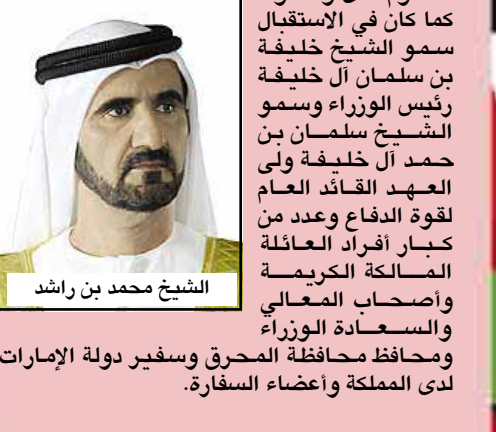 كما كان في الاستقبال
سمو الشيخ خليفة
بن سلمان آل خليفة
رئيس الوزراء وسمو
الشيخ سلمان بن
حمد آل خليفة ولى
العهد القائد العام
لقوة الدفاع وعدد من
كبار أفراد العائلة
المالكة الكريمة
وأصحاب المعالي
والسعادة الوزراء
ومحافظ محافظة المحرق وسفير دولة الإمارات
لدى المملكة وأعضاء السفارة.
الشيخ محمد بن راشد